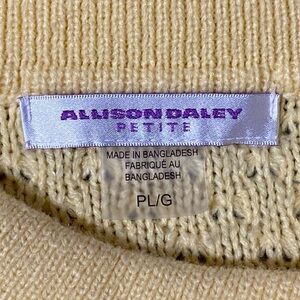 ALLISON DALEY
PETITE
MADE IN BANGLADESH
FABRIQUÉ AU
BANGLADESH
PL/G